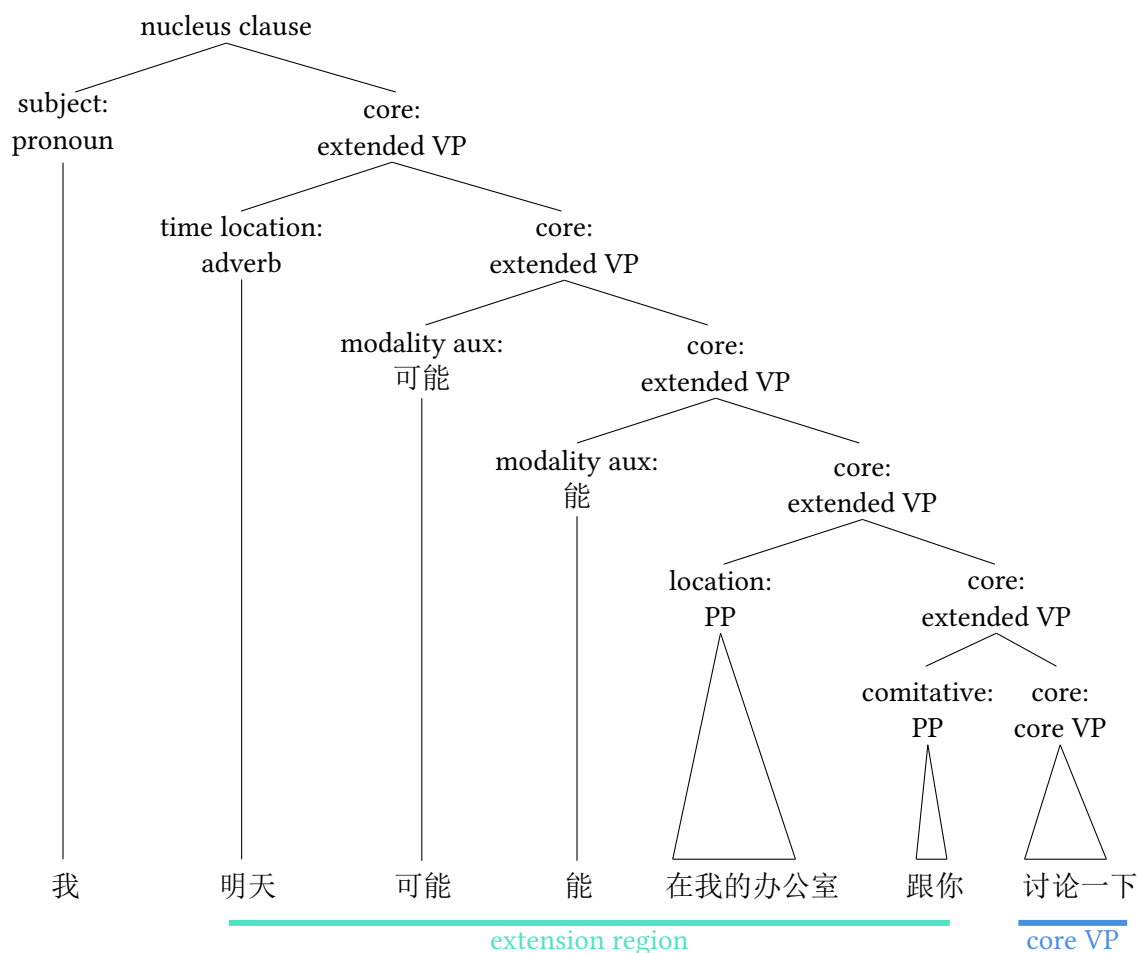 nucleus clause
subject:
pronoun
core:
extended VP
time location:
adverb
core:
extended VP
modality aux:
可能
core:
extended VP
modality aux:
能
core:
extended VP
location:
PP
core:
extended VP
comitative:
PP
core:
core VP
我 明天 可能 能 在我的办公室 跟你 讨论一下
extension region core VP